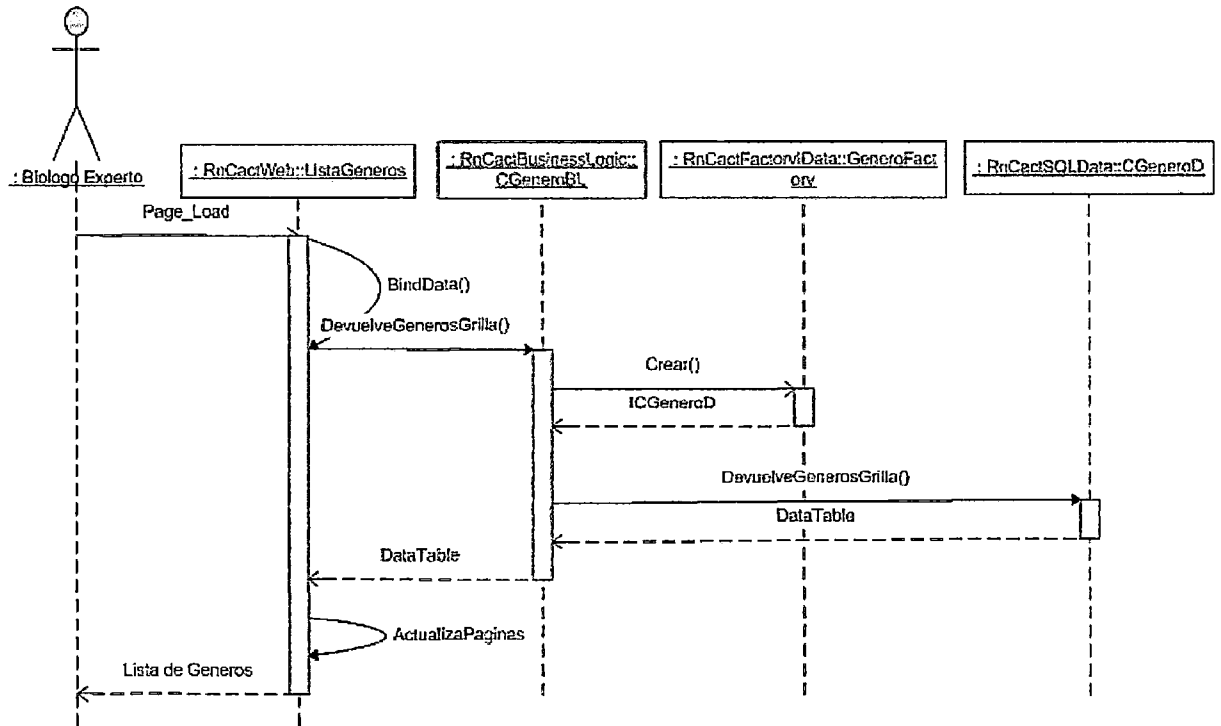 : Biologo Experto
: RnCactWeb::ListaGeneros
: RnCactBusinessLogic::
CGeneroBL
: RnCactFactoryData::GeneroFact
ory
: RnCactSQLData::CGeneroD
Page_Load
BindData()
DevuelveGenerosGrilla()
Crear()
ICGeneroD
DevuelveGenerosGrilla()
DataTable
DataTable
ActualizaPaginas
Lista de Generos